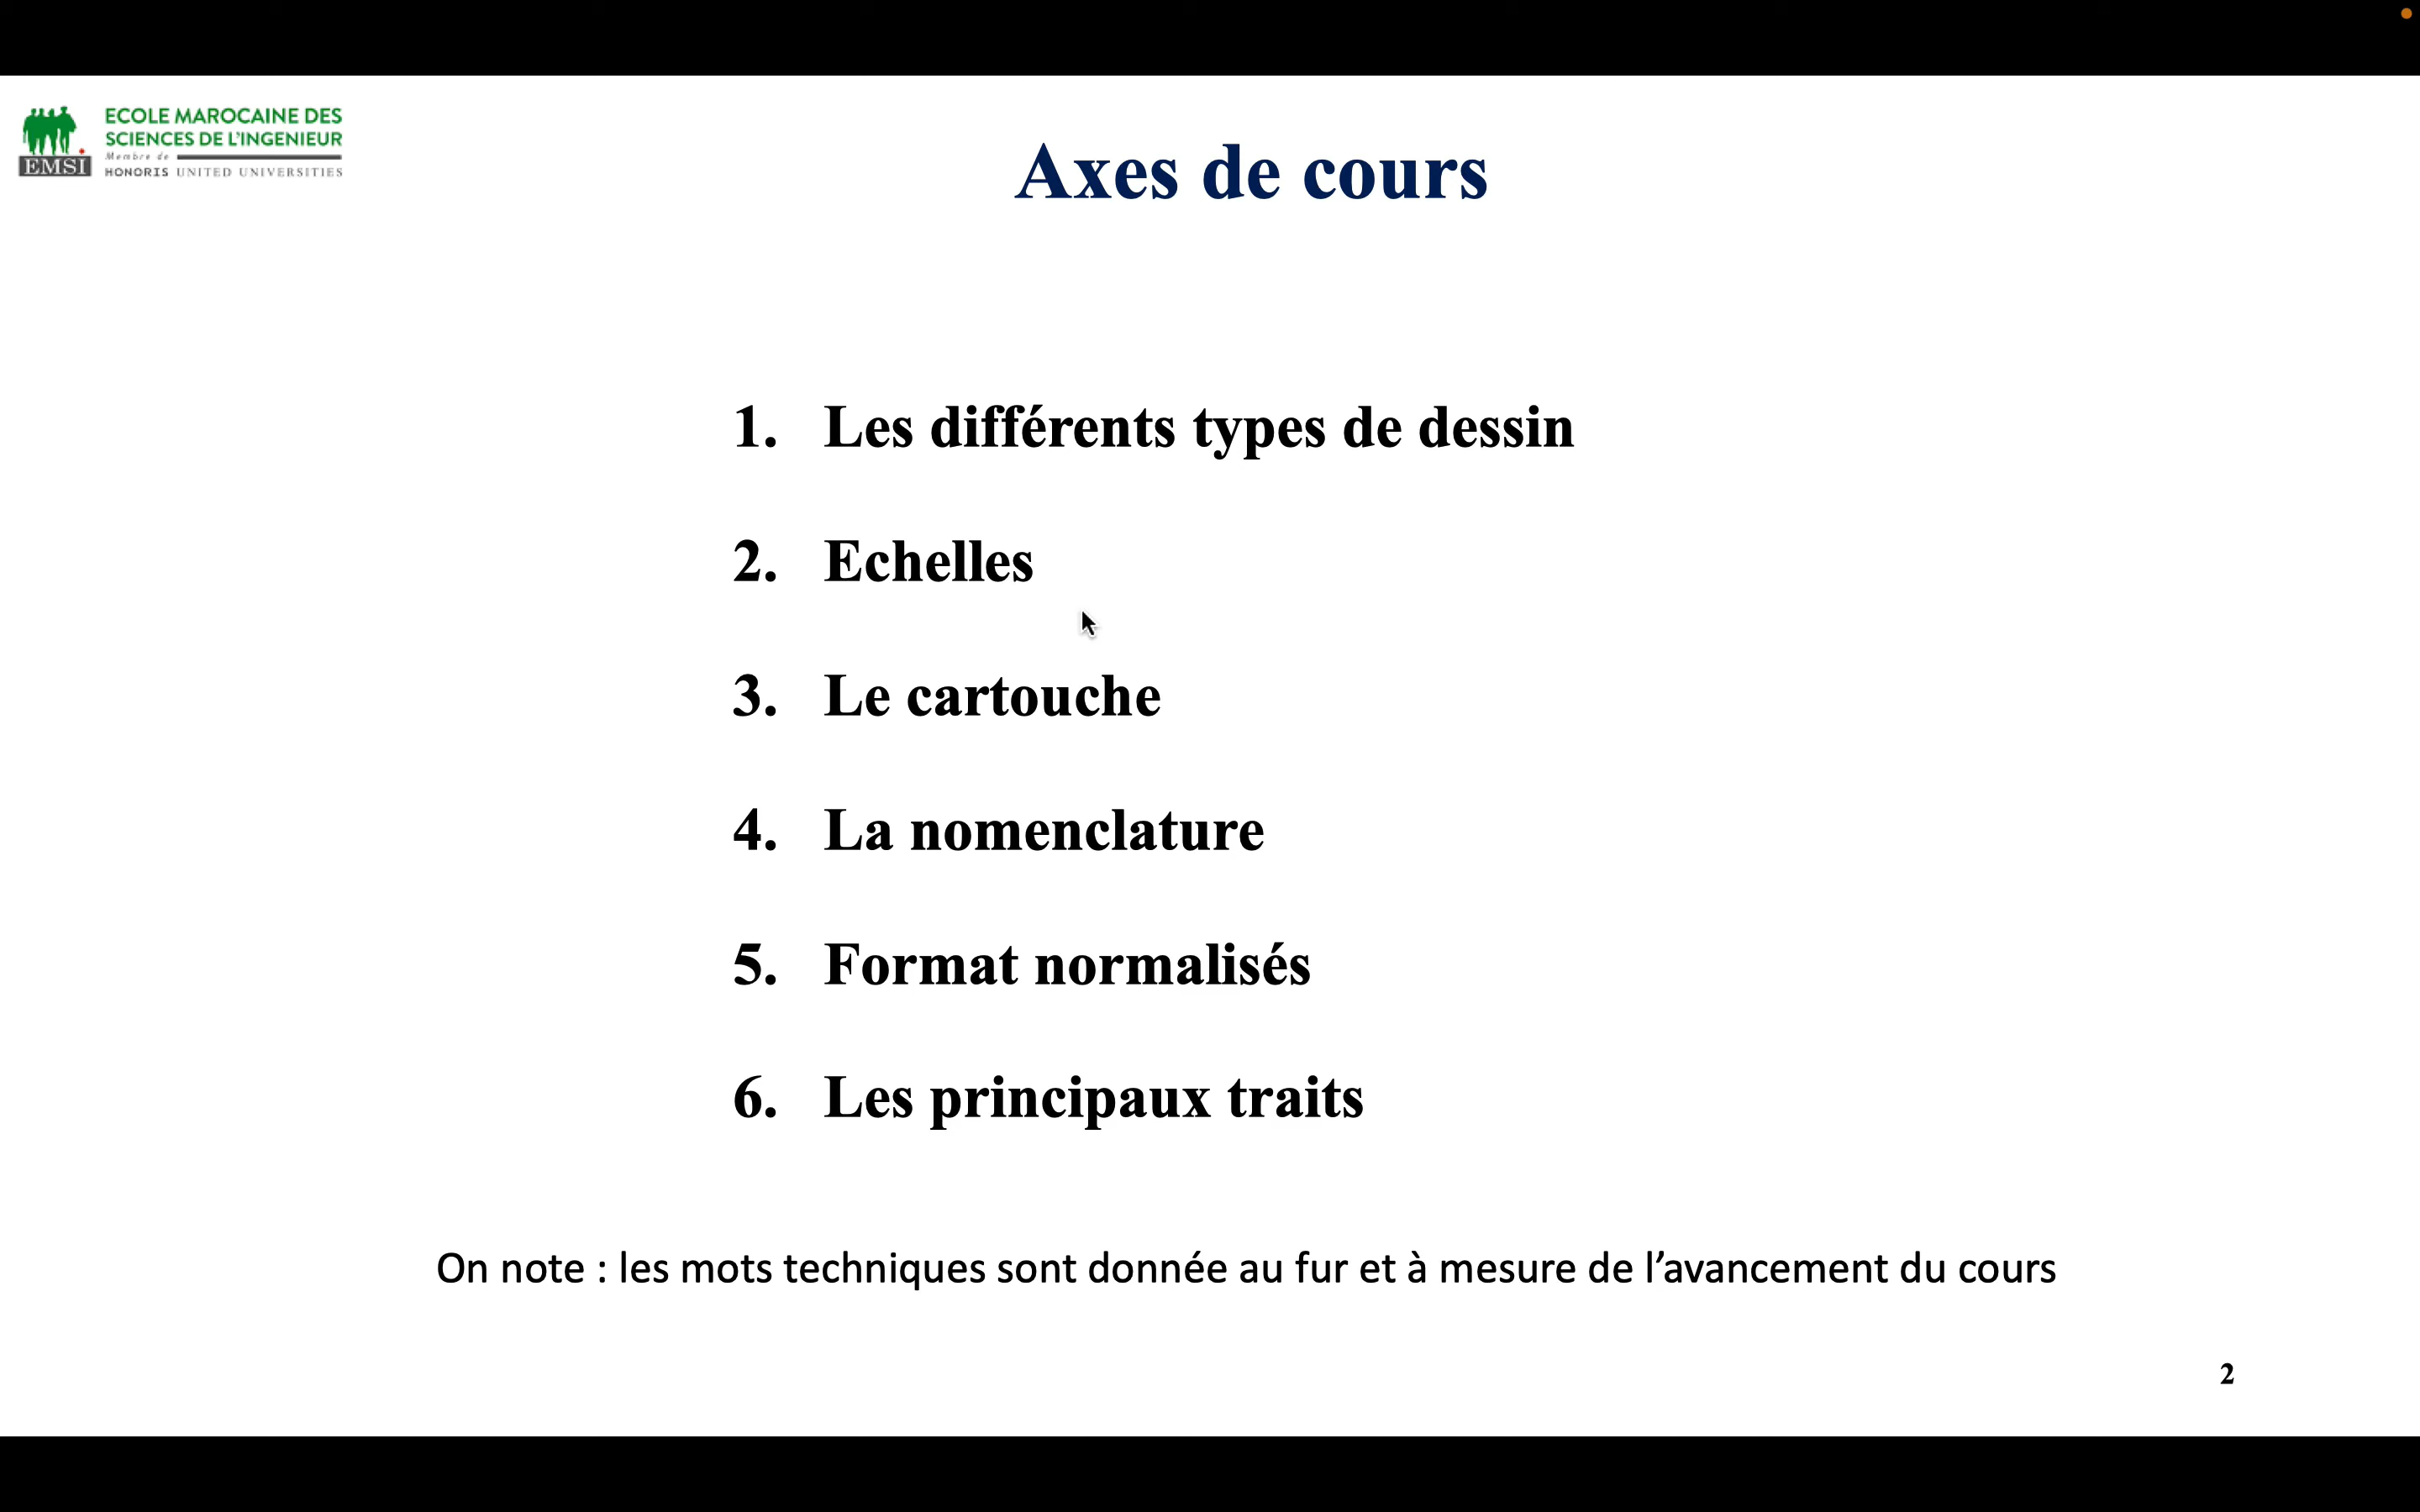 ECOLE MAROCAINE DES
SCIENCES DE L'INGENIEUR
Membre de
EMSI
HONORIS UNITED UNIVERSITIES
Axes de cours
1. Les différents types de dessin
2. Echelles
3. Le cartouche
4. La nomenclature
5. Format normalisés
6. Les principaux traits
On note : les mots techniques sont donnée au fur et à mesure de l’avancement du cours
2